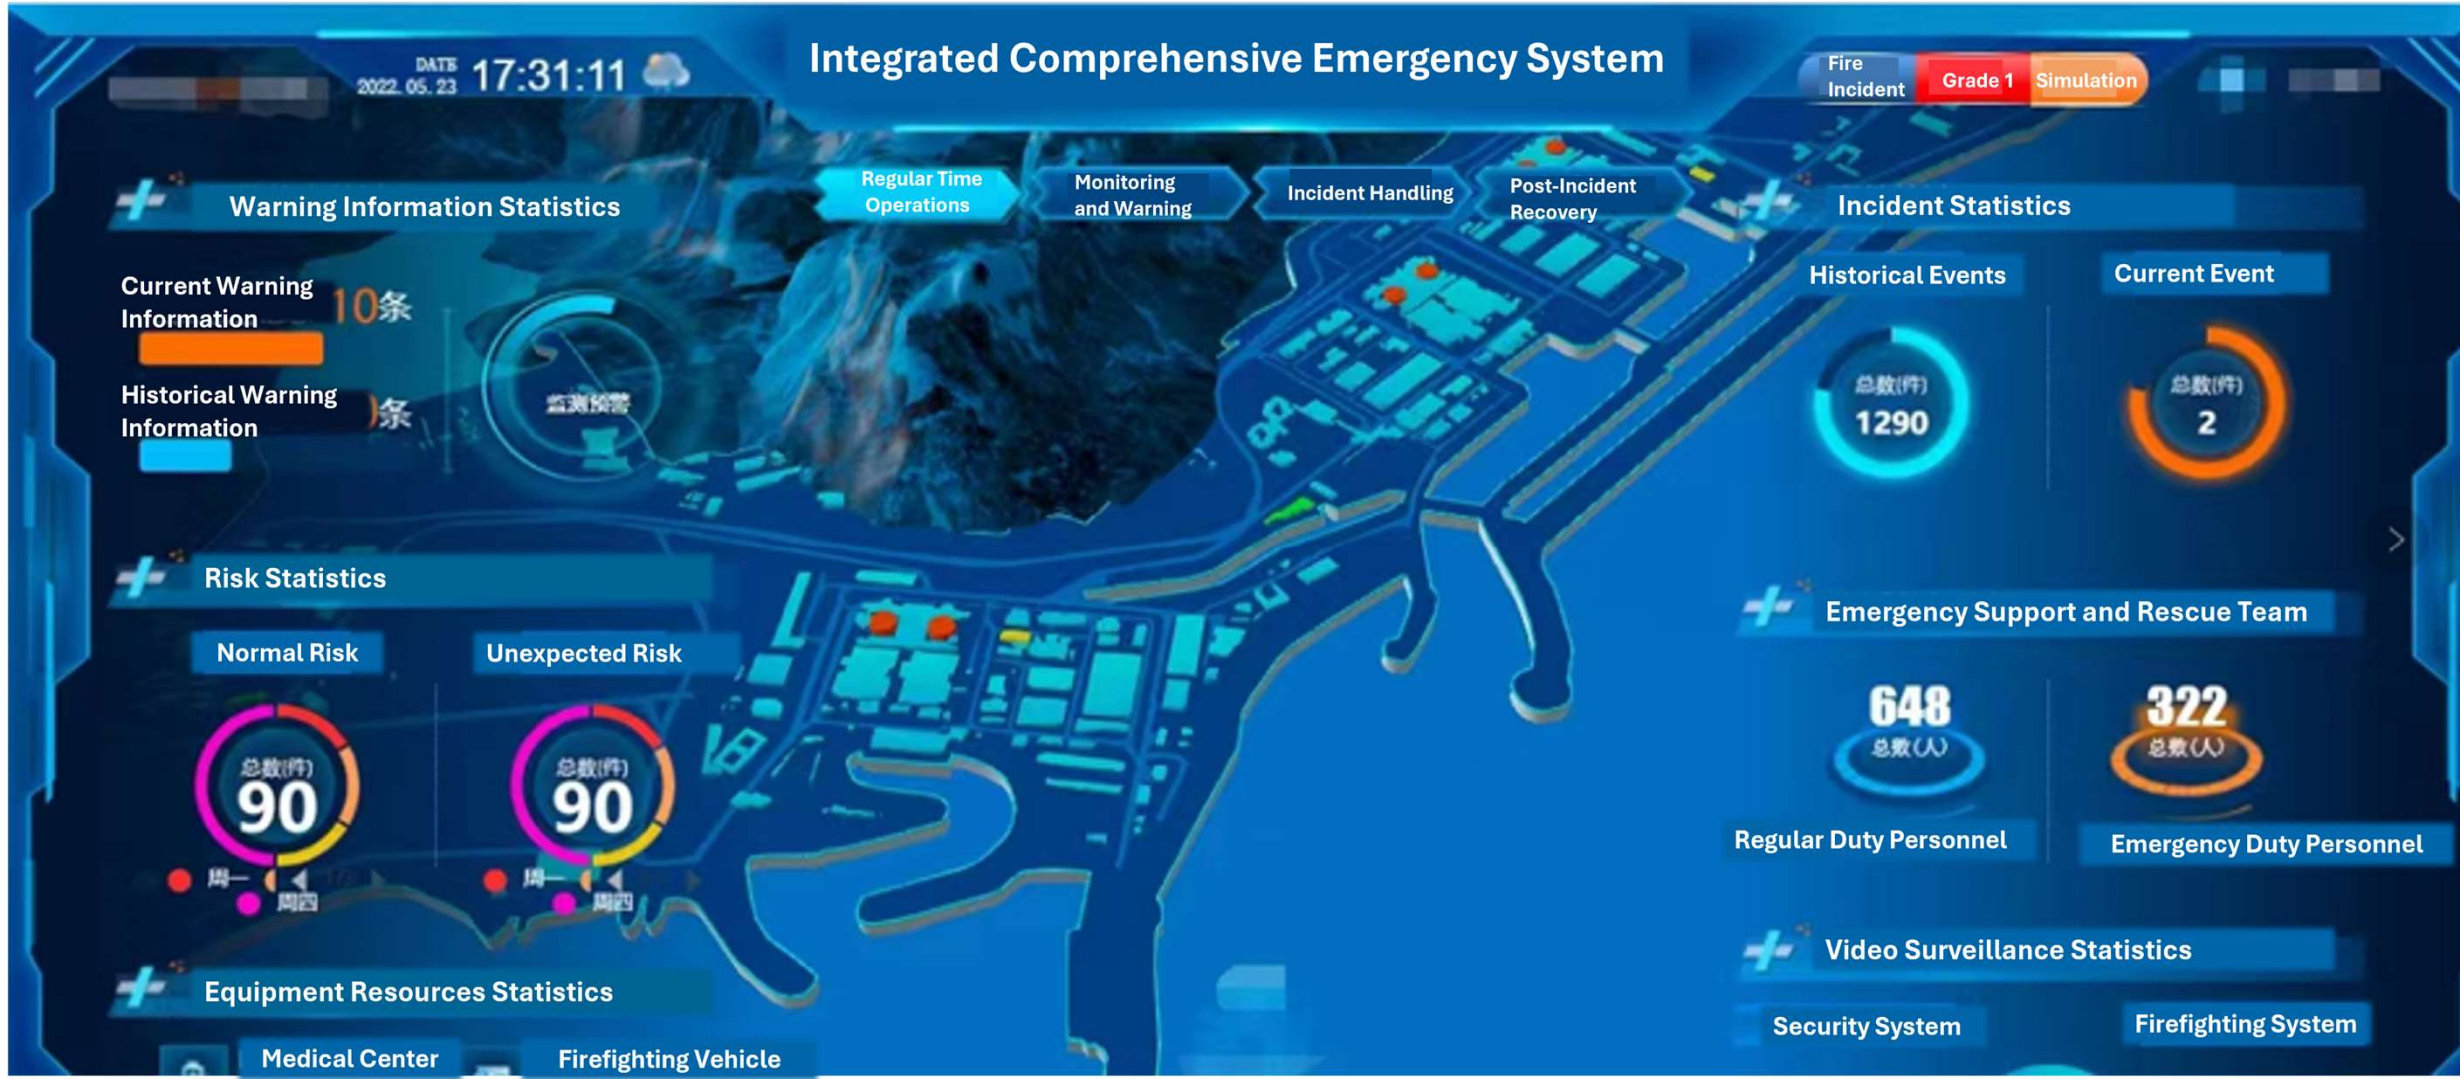 DATE
2022.05.23
17:31:11
Integrated Comprehensive Emergency System
Fire
Incident
Grade 1
Simulation
Regular Time
Operations
Monitoring
and Warning
Incident Handling
Post-Incident
Recovery
Warning Information Statistics
Current Warning
Information
10条
Historical Warning
Information
条
监测预警
Risk Statistics
Normal Risk
Unexpected Risk
总数(件)
90
总数(件)
90
周一
周四
周一
周四
Equipment Resources Statistics
Medical Center
Firefighting Vehicle
Incident Statistics
Historical Events
Current Event
总数(件)
1290
总数(件)
2
Emergency Support and Rescue Team
648
总数(人)
322
总数(人)
Regular Duty Personnel
Emergency Duty Personnel
Video Surveillance Statistics
Security System
Firefighting System